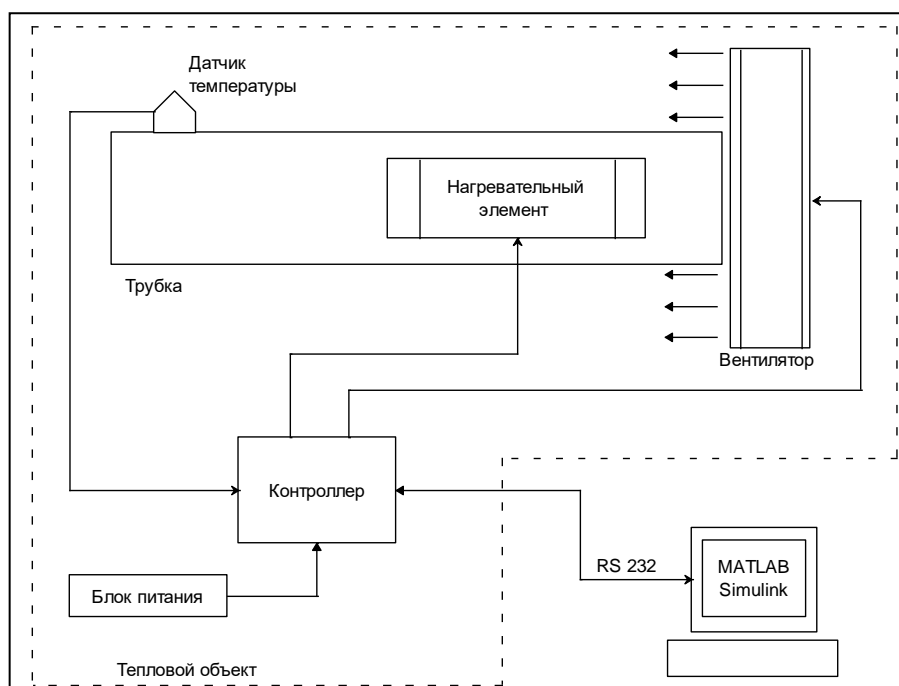 Датчик
температуры
Нагревательный
элемент
Трубка
Вентилятор
Контроллер
RS 232
MATLAB
Simulink
Блок питания
Тепловой объект